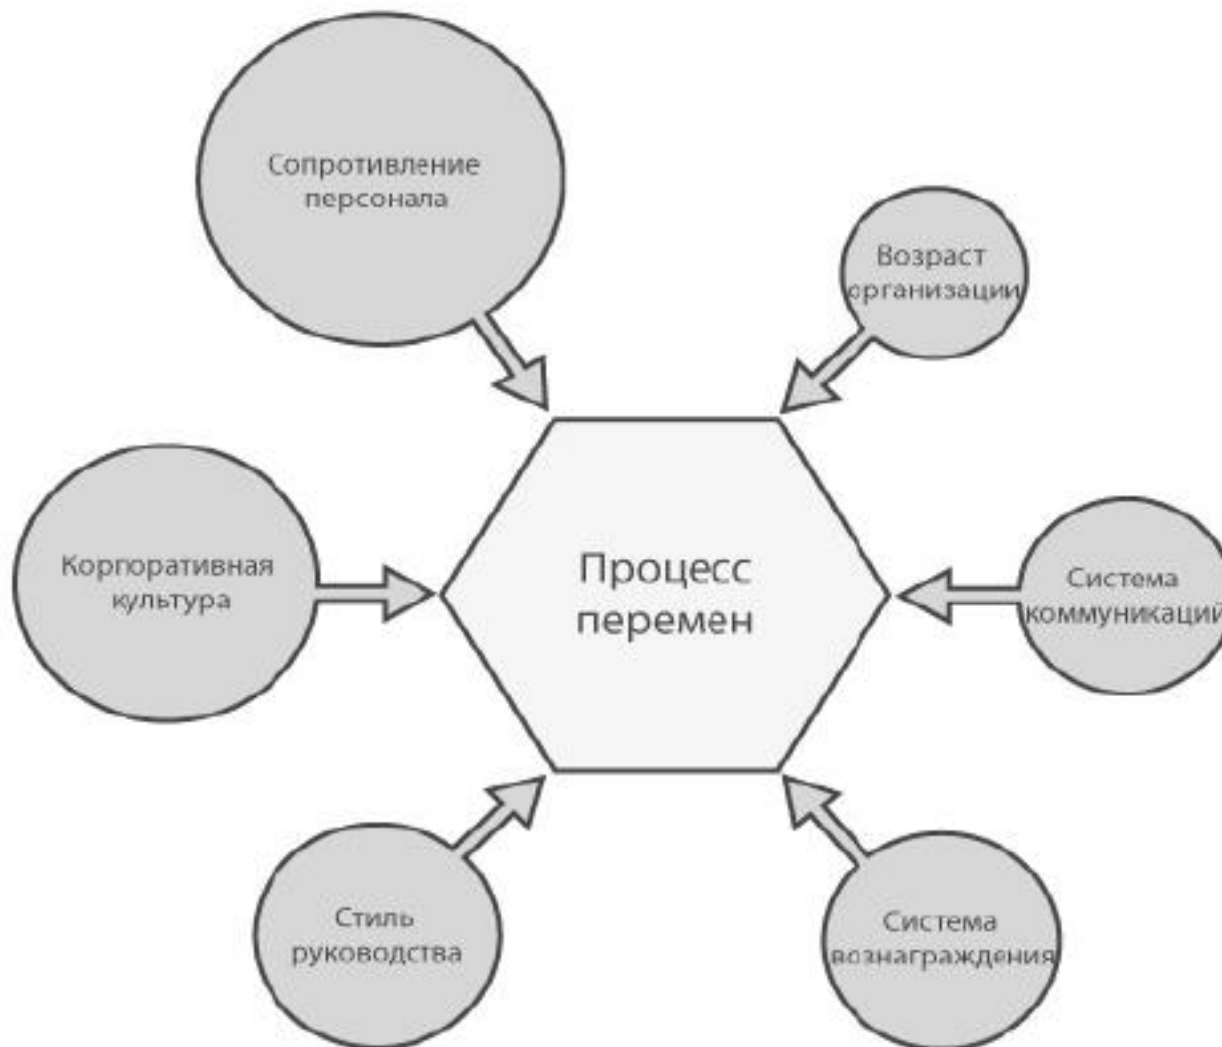 Сопротивление
персонала
Возраст
организации
Корпоративная
культура
Процесс
перемен
Система
коммуникаций
Стиль
руководства
Система
вознаграждения